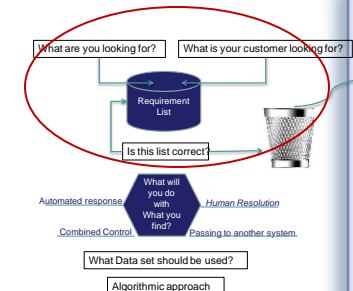 What are you looking for?
What is your customer looking for?
Requirement
List
Is this list correct?
What will
you do
with
What you
find?
Automated response
Human Resolution
Combined Control
Passing to another system
What Data set should be used?
Algorithmic approach